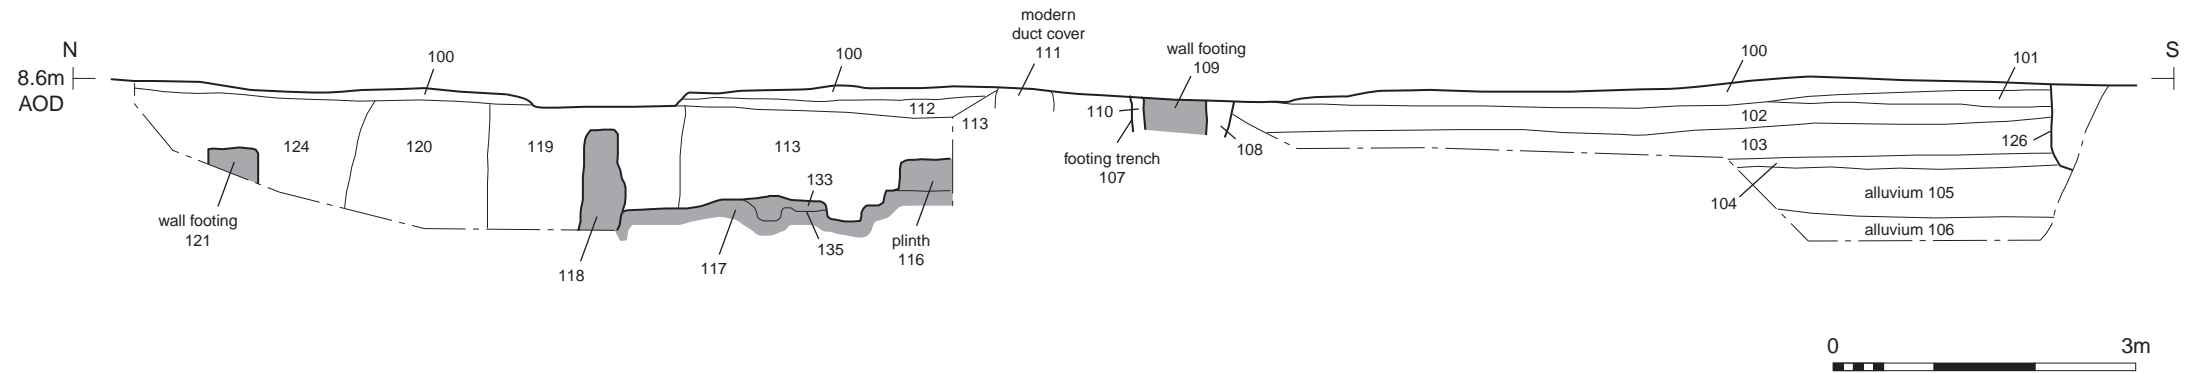 N
8.6m
AOD
100
100
modern
duct cover
111
wall footing
109
100
101
S
112
113
110
102
124
120
119
113
footing trench
107
108
103
126
104
alluvium 105
alluvium 106
wall footing
121
118
117
133
135
plinth
116
0
3m